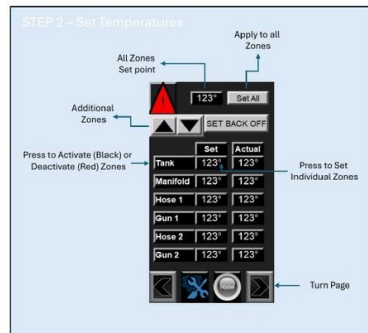 STEP 2 – Set Temperatures
All Zones
Set point
Apply to all
Zones
123°
Set All
Additional
Zones
SET BACK OFF
Set
Actual
Press to Activate (Black) or
Deactivate (Red) Zones
Tank
123°
123°
Press to Set
Individual Zones
Manifold
123°
123°
Hose 1
123°
123°
Gun 1
123°
123°
Hose 2
123°
123°
Gun 2
123°
123°
Home
Turn Page